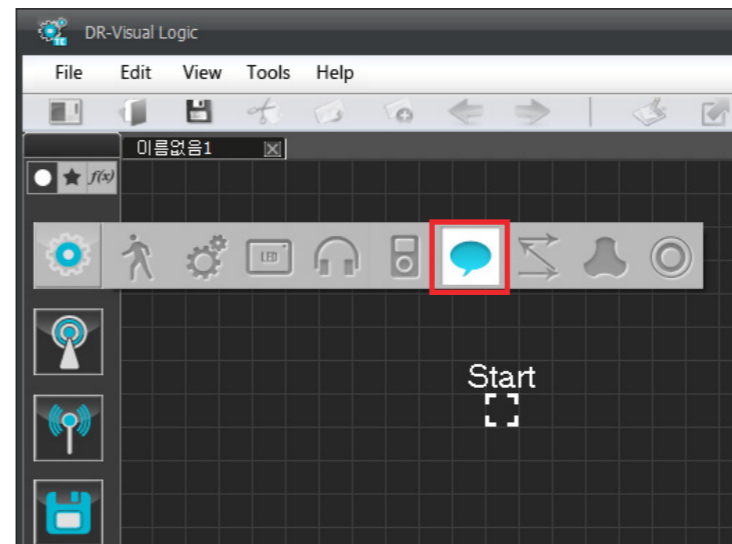 DR-Visual Logic
File Edit View Tools Help
이름없음1
f(x)
LED
Start